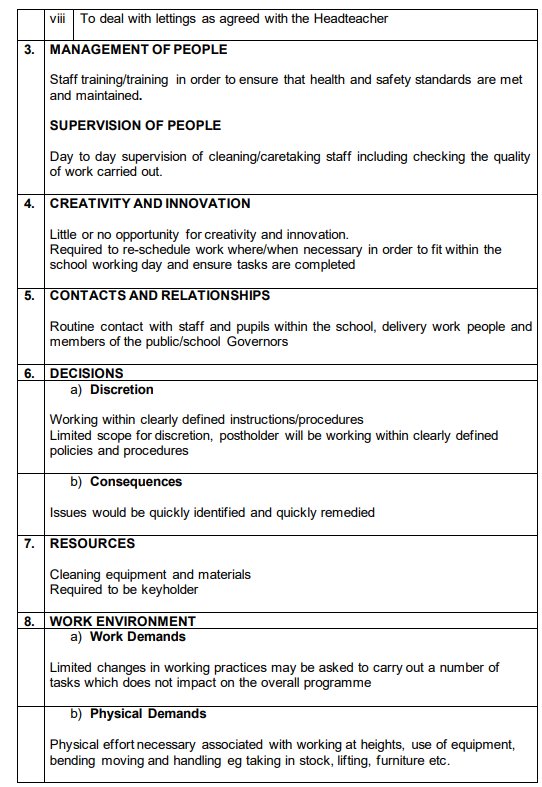 viii To deal with lettings as agreed with the Headteacher
3. MANAGEMENT OF PEOPLE
Staff training/training in order to ensure that health and safety standards are met
and maintained.
SUPERVISION OF PEOPLE
Day to day supervision of cleaning/caretaking staff including checking the quality
of work carried out.
4. CREATIVITY AND INNOVATION
Little or no opportunity for creativity and innovation.
Required to re-schedule work where/when necessary in order to fit within the
school working day and ensure tasks are completed
5. CONTACTS AND RELATIONSHIPS
Routine contact with staff and pupils within the school, delivery work people and
members of the public/school Governors
6. DECISIONS
a) Discretion
Working within clearly defined instructions/procedures
Limited scope for discretion, postholder will be working within clearly defined
policies and procedures
b) Consequences
Issues would be quickly identified and quickly remedied
7. RESOURCES
Cleaning equipment and materials
Required to be keyholder
8. WORK ENVIRONMENT
a) Work Demands
Limited changes in working practices may be asked to carry out a number of
tasks which does not impact on the overall programme
b) Physical Demands
Physical effort necessary associated with working at heights, use of equipment,
bending moving and handling eg taking in stock, lifting, furniture etc.